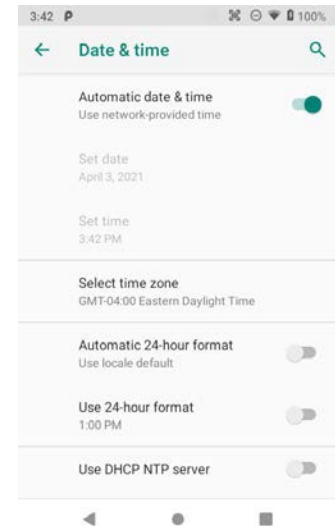 3:42 P 100%
Date & time
Automatic date & time
Use network-provided time
Set date
April 3, 2021
Set time
3:42 PM
Select time zone
GMT-04:00 Eastern Daylight Time
Automatic 24-hour format
Use locale default
Use 24-hour format
1:00 PM
Use DHCP NTP server